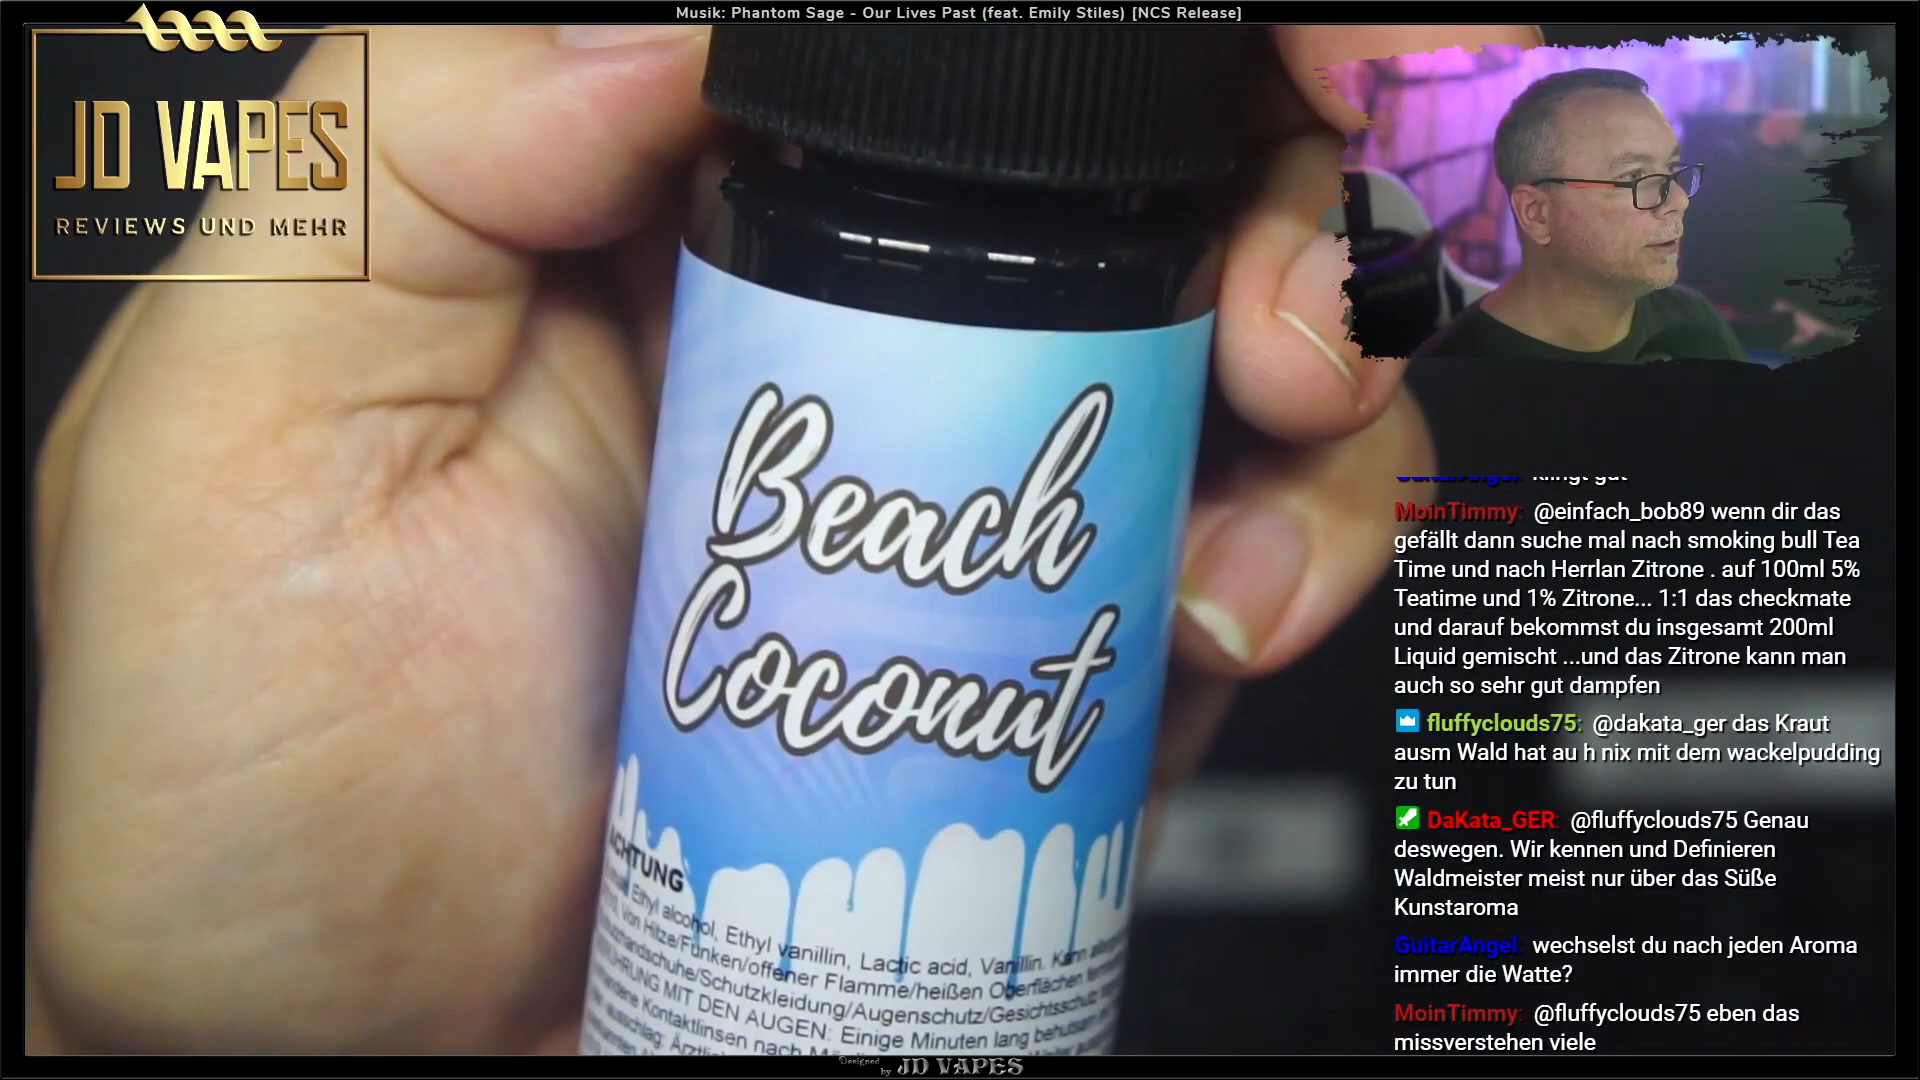 Musik: Phantom Sage - Our Lives Past (feat. Emily Stiles) [NCS Release]
JD VAPES
REVIEWS UND MEHR
Beach
Coconut
ACHTUNG
Ethyl alcohol, Ethyl vanillin, Lactic acid, Vanillin. Kann
Von Hitze/Funken/offener Flamme/heißen Oberflächen
/Schutzkleidung/Augenschutz/Gesichtsschutz
MIT DEN AUGEN: Einige Minuten lang behutsam
Kontaktlinsen nach
GuitarAngel: klingt gut
MoinTimmy: @einfach_bob89 wenn dir das
gefällt dann suche mal nach smoking bull Tea
Time und nach Herrlan Zitrone . auf 100ml 5%
Teatime und 1% Zitrone... 1:1 das checkmate
und darauf bekommst du insgesamt 200ml
Liquid gemischt ...und das Zitrone kann man
auch so sehr gut dampfen
fluffyclouds75: @dakata_ger das Kraut
ausm Wald hat au h nix mit dem wackelpudding
zu tun
DaKata_GER: @fluffyclouds75 Genau
deswegen. Wir kennen und Definieren
Waldmeister meist nur über das Süße
Kunstaroma
GuitarAngel: wechselst du nach jeden Aroma
immer die Watte?
MoinTimmy: @fluffyclouds75 eben das
missverstehen viele
Designed
by JD VAPES